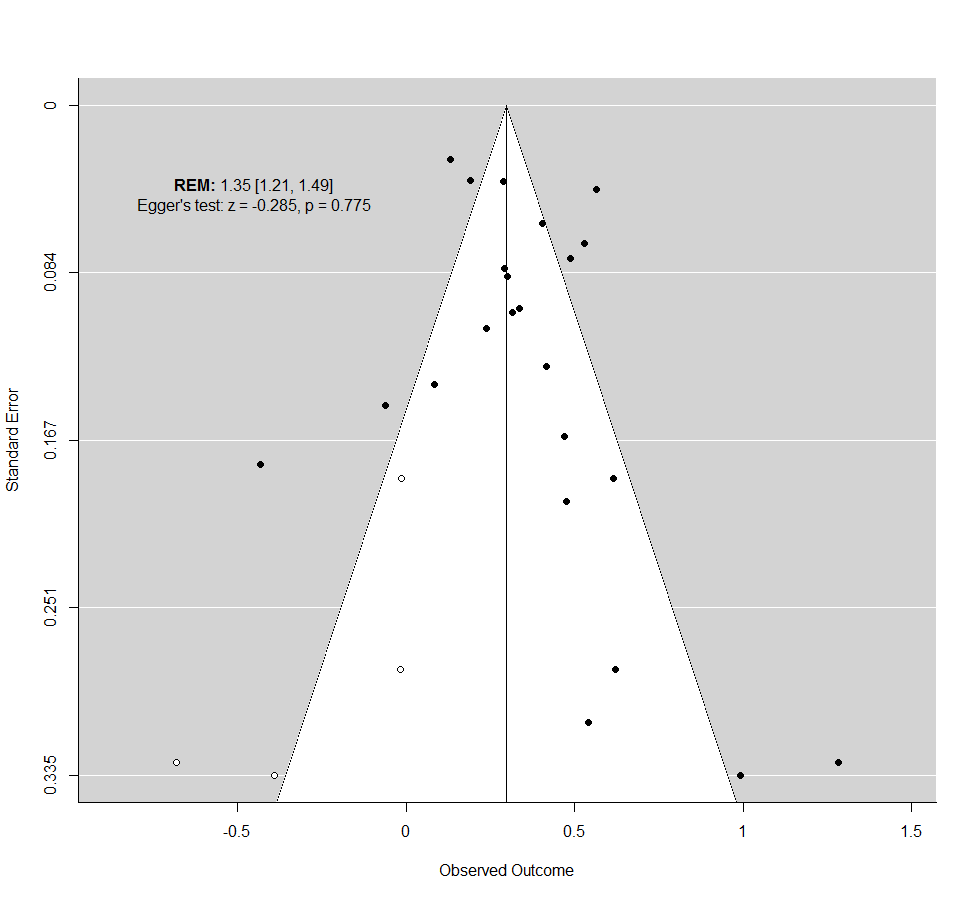 0
REM: 1.35 [1.21, 1.49]
Egger's test: z = -0.285, p = 0.775
0.084
0.167
0.251
0.335
Standard Error
-0.5
0
0.5
1
1.5
Observed Outcome